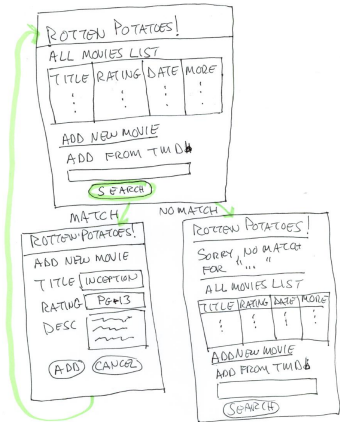 ROTTEN POTATOES!
ALL MOVIES LIST
TITLE RATING DATE MORE
ADD NEW MOVIE
ADD FROM TMDb
SEARCH
MATCH
NO MATCH
ROTTEN POTATOES!
ADD NEW MOVIE
TITLE INCEPTION
RATING PG-13
DESC
ADD CANCEL
ROTTEN POTATOES!
SORRY, NO MATCH
FOR "..."
ALL MOVIES LIST
TITLE RATING DATE MORE
ADD NEW MOVIE
ADD FROM TMDb
SEARCH